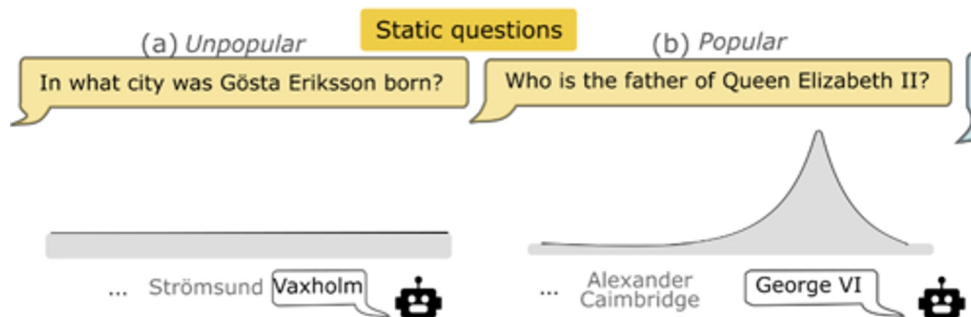 Static questions
(a) Unpopular
In what city was Gösta Eriksson born?
... Strömsund Vaxholm
(b) Popular
Who is the father of Queen Elizabeth II?
... Alexander
Caimbridge
George VI